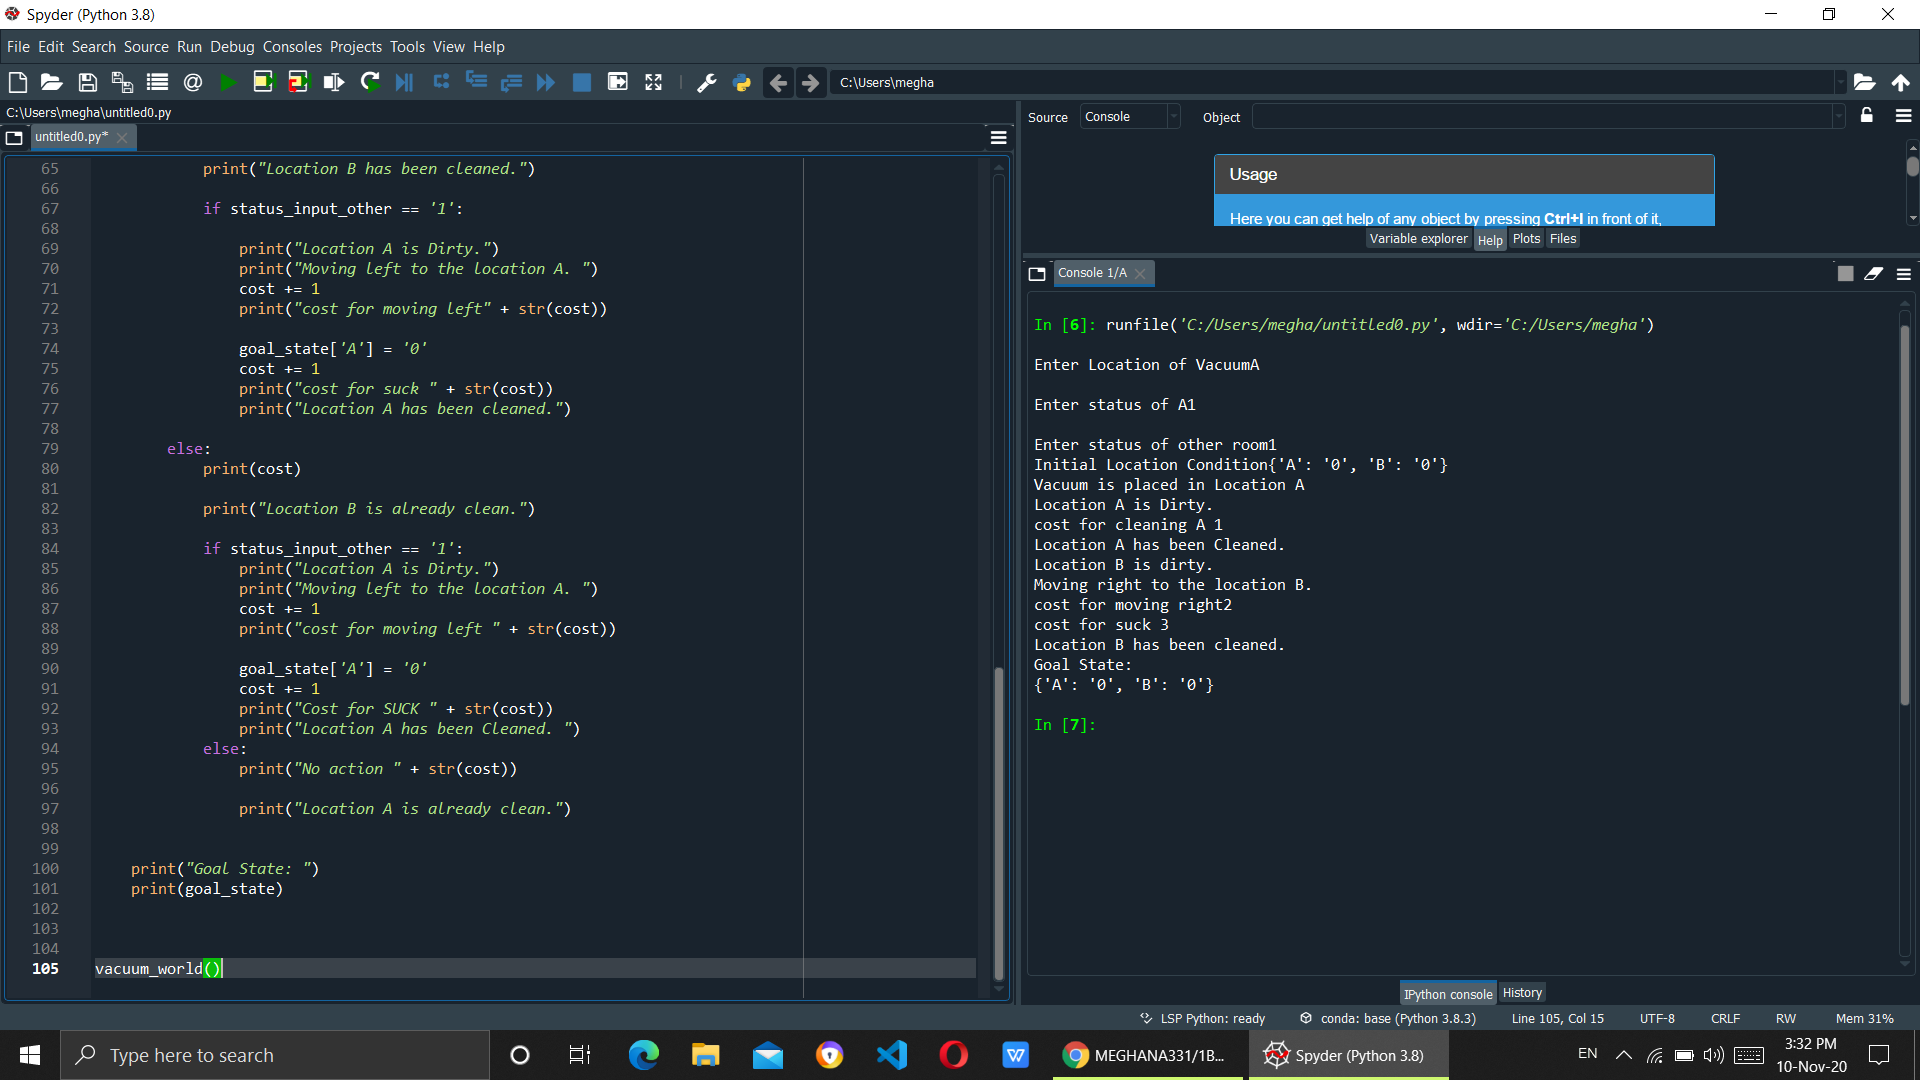 Spyder (Python 3.8)
File Edit Search Source Run Debug Consoles Projects Tools View Help
C:\Users\megha
C:\Users\megha\untitled0.py
untitled0.py*
65 print("Location B has been cleaned.")
66
67 if status_input_other == '1':
68
69 print("Location A is Dirty.")
70 print("Moving left to the location A. ")
71 cost += 1
72 print("cost for moving left" + str(cost))
73
74 goal_state['A'] = '0'
75 cost += 1
76 print("cost for suck " + str(cost))
77 print("Location A has been cleaned.")
78
79 else:
80 print(cost)
81
82 print("Location B is already clean.")
83
84 if status_input_other == '1':
85 print("Location A is Dirty.")
86 print("Moving left to the location A. ")
87 cost += 1
88 print("cost for moving left " + str(cost))
89
90 goal_state['A'] = '0'
91 cost += 1
92 print("Cost for SUCK " + str(cost))
93 print("Location A has been Cleaned. ")
94 else:
95 print("No action " + str(cost))
96
97 print("Location A is already clean.")
98
99
100 print("Goal State: ")
101 print(goal_state)
102
103
104
105 vacuum_world()
Source Console Object
Usage
Here you can get help of any object by pressing Ctrl+I in front of it,
Variable explorer Help Plots Files
Console 1/A
In [6]: runfile('C:/Users/megha/untitled0.py', wdir='C:/Users/megha')
Enter Location of VacuumA
Enter status of A1
Enter status of other room1
Initial Location Condition{'A': '0', 'B': '0'}
Vacuum is placed in Location A
Location A is Dirty.
cost for cleaning A 1
Location A has been Cleaned.
Location B is dirty.
Moving right to the location B.
cost for moving right2
cost for suck 3
Location B has been cleaned.
Goal State:
{'A': '0', 'B': '0'}
In [7]:
IPython console History
LSP Python: ready conda: base (Python 3.8.3) Line 105, Col 15 UTF-8 CRLF RW Mem 31%
Type here to search
MEGHANA331/1B...
Spyder (Python 3.8)
EN
3:32 PM
10-Nov-20